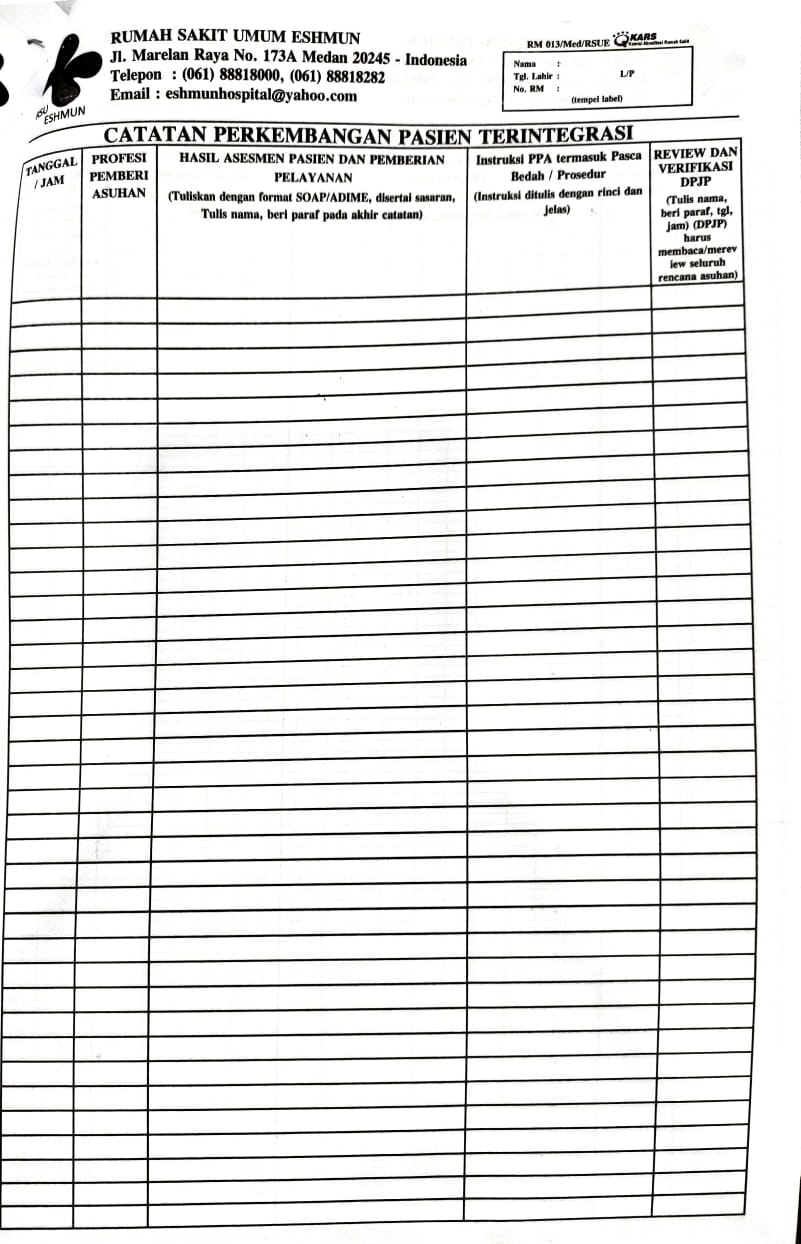 RUMAH SAKIT UMUM ESHMUN
Jl. Marelan Raya No. 173A Medan 20245 - Indonesia
Telepon : (061) 88818000, (061) 88818282
Email : eshmunhospital@yahoo.com
RSU
ESHMUN
RM 013/Med/RSUE
KARS
Komisi Akreditasi Rumah Sakit
Nama :
Tgl. Lahir : L/P
No. RM :
(tempel label)
CATATAN PERKEMBANGAN PASIEN TERINTEGRASI
TANGGAL
/ JAM
PROFESI
PEMBERI
ASUHAN
HASIL ASESMEN PASIEN DAN PEMBERIAN
PELAYANAN
(Tuliskan dengan format SOAP/ADIME, disertai sasaran,
Tulis nama, beri paraf pada akhir catatan)
Instruksi PPA termasuk Pasca
Bedah / Prosedur
(Instruksi ditulis dengan rinci dan
jelas)
REVIEW DAN
VERIFIKASI
DPJP
(Tulis nama,
beri paraf, tgl,
jam) (DPJP)
harus
membaca/merev
iew seluruh
rencana asuhan)